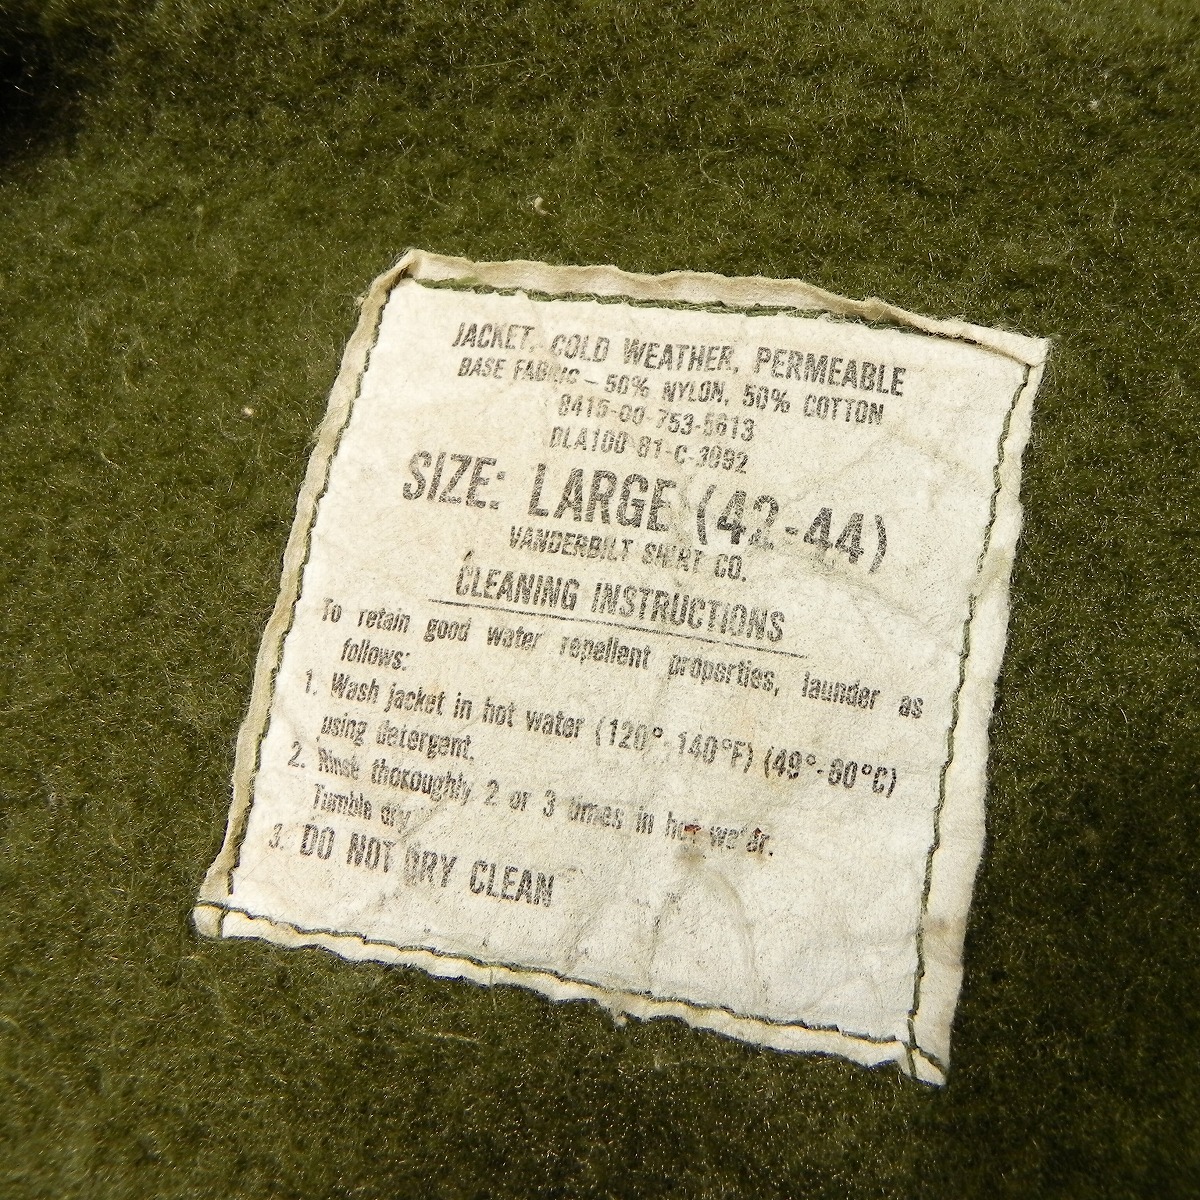 JACKET, COLD WEATHER, PERMEABLE
BASE FABRIC – 50% NYLON, 50% COTTON
8415-00-753-5613
DLA100-81-C-3092
SIZE: LARGE (42-44)
VANDERBILT SHIRT CO.
CLEANING INSTRUCTIONS
To retain good water repellent properties, launder as
follows:
1. Wash jacket in hot water (120°-140°F) (49°-60°C)
using detergent.
2. Rinse thoroughly 2 or 3 times in hot water.
Tumble dry
3. DO NOT DRY CLEAN